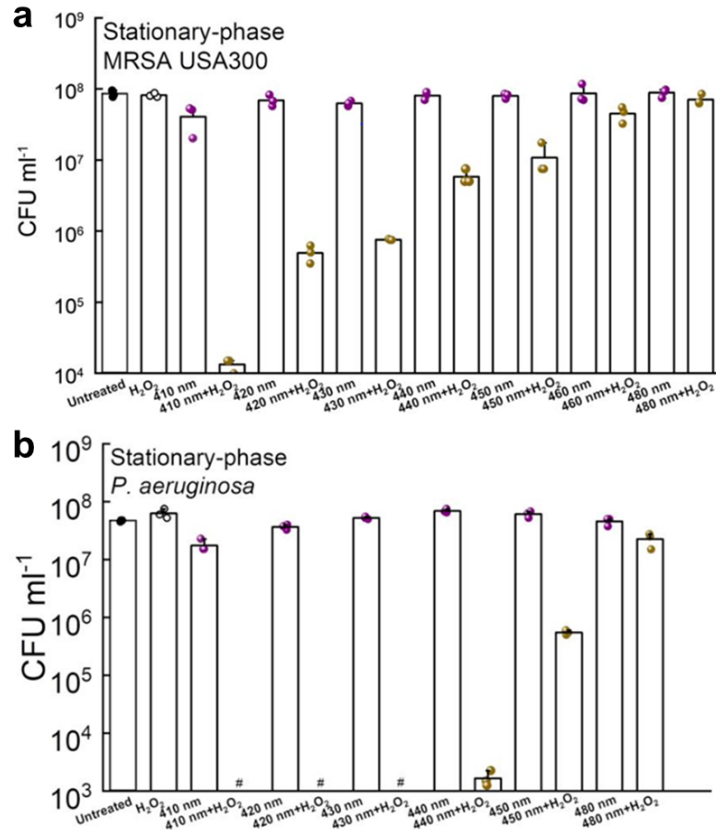 a
Stationary-phase
MRSA USA300
CFU ml⁻¹
10⁹
10⁸
10⁷
10⁶
10⁵
10⁴
Untreated
H₂O₂
410 nm
410 nm+H₂O₂
420 nm
420 nm+H₂O₂
430 nm
430 nm+H₂O₂
440 nm
440 nm+H₂O₂
450 nm
450 nm+H₂O₂
460 nm
460 nm+H₂O₂
480 nm
480 nm+H₂O₂
b
Stationary-phase
P. aeruginosa
CFU ml⁻¹
10⁹
10⁸
10⁷
10⁶
10⁵
10⁴
10³
#
#
#
Untreated
H₂O₂
410 nm
410 nm+H₂O₂
420 nm
420 nm+H₂O₂
430 nm
430 nm+H₂O₂
440 nm
440 nm+H₂O₂
450 nm
450 nm+H₂O₂
480 nm
480 nm+H₂O₂